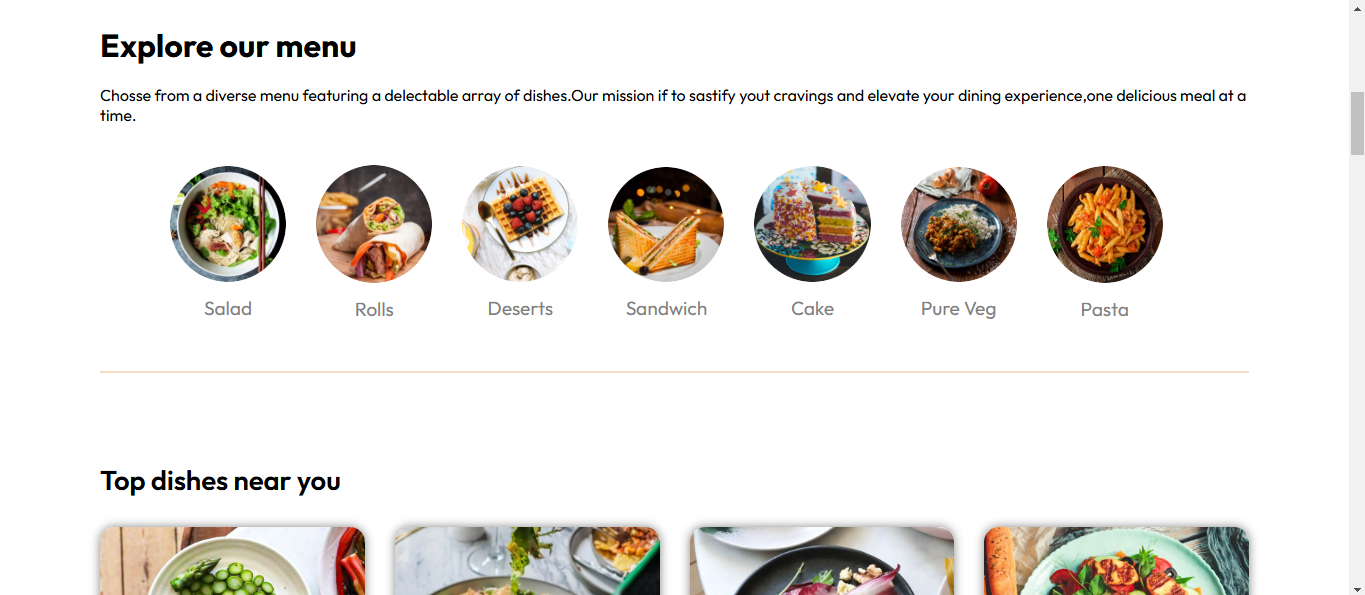 Explore our menu
Chosse from a diverse menu featuring a delectable array of dishes.Our mission if to sastify yout cravings and elevate your dining experience,one delicious meal at a
time.
Salad
Rolls
Deserts
Sandwich
Cake
Pure Veg
Pasta
Top dishes near you